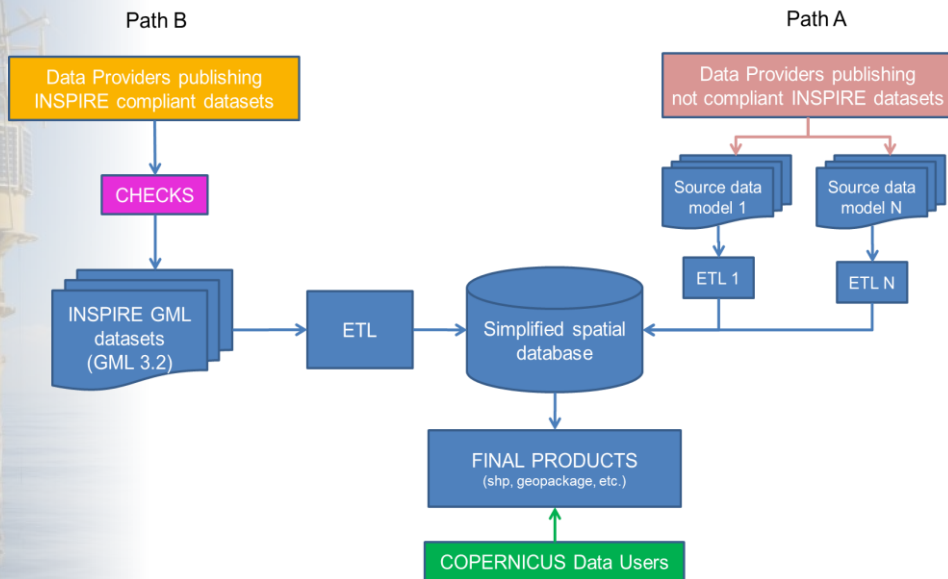 Path B
Path A
Data Providers publishing
INSPIRE compliant datasets
Data Providers publishing
not compliant INSPIRE datasets
CHECKS
Source data
model 1
Source data
model N
ETL 1
ETL N
INSPIRE GML
datasets
(GML 3.2)
ETL
Simplified spatial
database
FINAL PRODUCTS
(shp, geopackage, etc.)
COPERNICUS Data Users